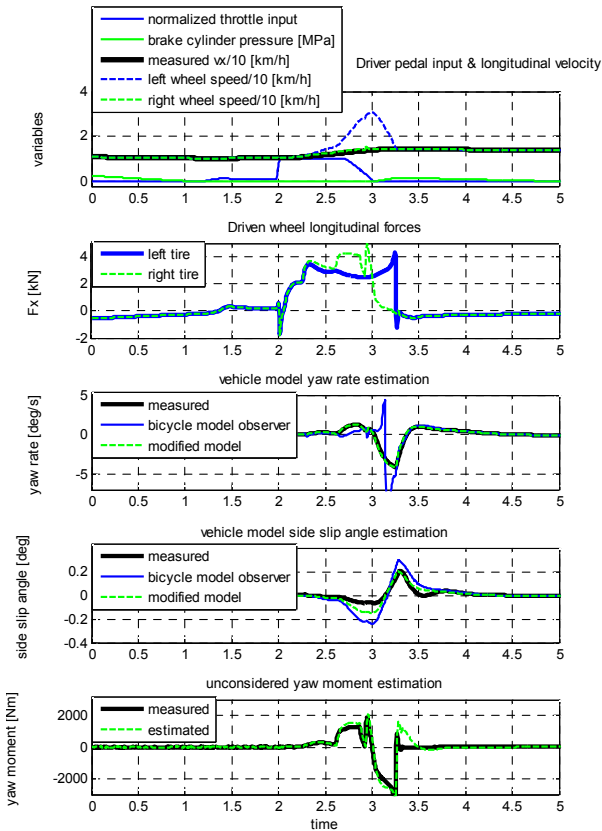 normalized throttle input
brake cylinder pressure [MPa]
measured vx/10 [km/h]
left wheel speed/10 [km/h]
right wheel speed/10 [km/h]
Driver pedal input & longitudinal velocity
variables
4
2
0
0 0.5 1 1.5 2 2.5 3 3.5 4 4.5 5
Driven wheel longitudinal forces
left tire
right tire
Fx [kN]
4
2
0
-2
0 0.5 1 1.5 2 2.5 3 3.5 4 4.5 5
vehicle model yaw rate estimation
measured
bicycle model observer
modified model
yaw rate [deg/s]
5
0
-5
0 0.5 1 1.5 2 2.5 3 3.5 4 4.5 5
vehicle model side slip angle estimation
measured
bicycle model observer
modified model
side slip angle [deg]
0.2
0
-0.2
-0.4
0 0.5 1 1.5 2 2.5 3 3.5 4 4.5 5
unconsidered yaw moment estimation
measured
estimated
yaw moment [Nm]
2000
0
-2000
0 0.5 1 1.5 2 2.5 3 3.5 4 4.5 5
time